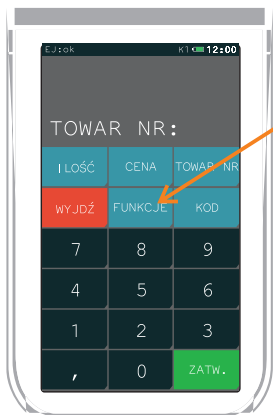 EJ:ok K1 12:00
TOWAR NR:
ILOŚĆ CENA TOWAR NR
WYJDŹ FUNKCJE KOD
7 8 9
4 5 6
1 2 3
, 0 ZATW.